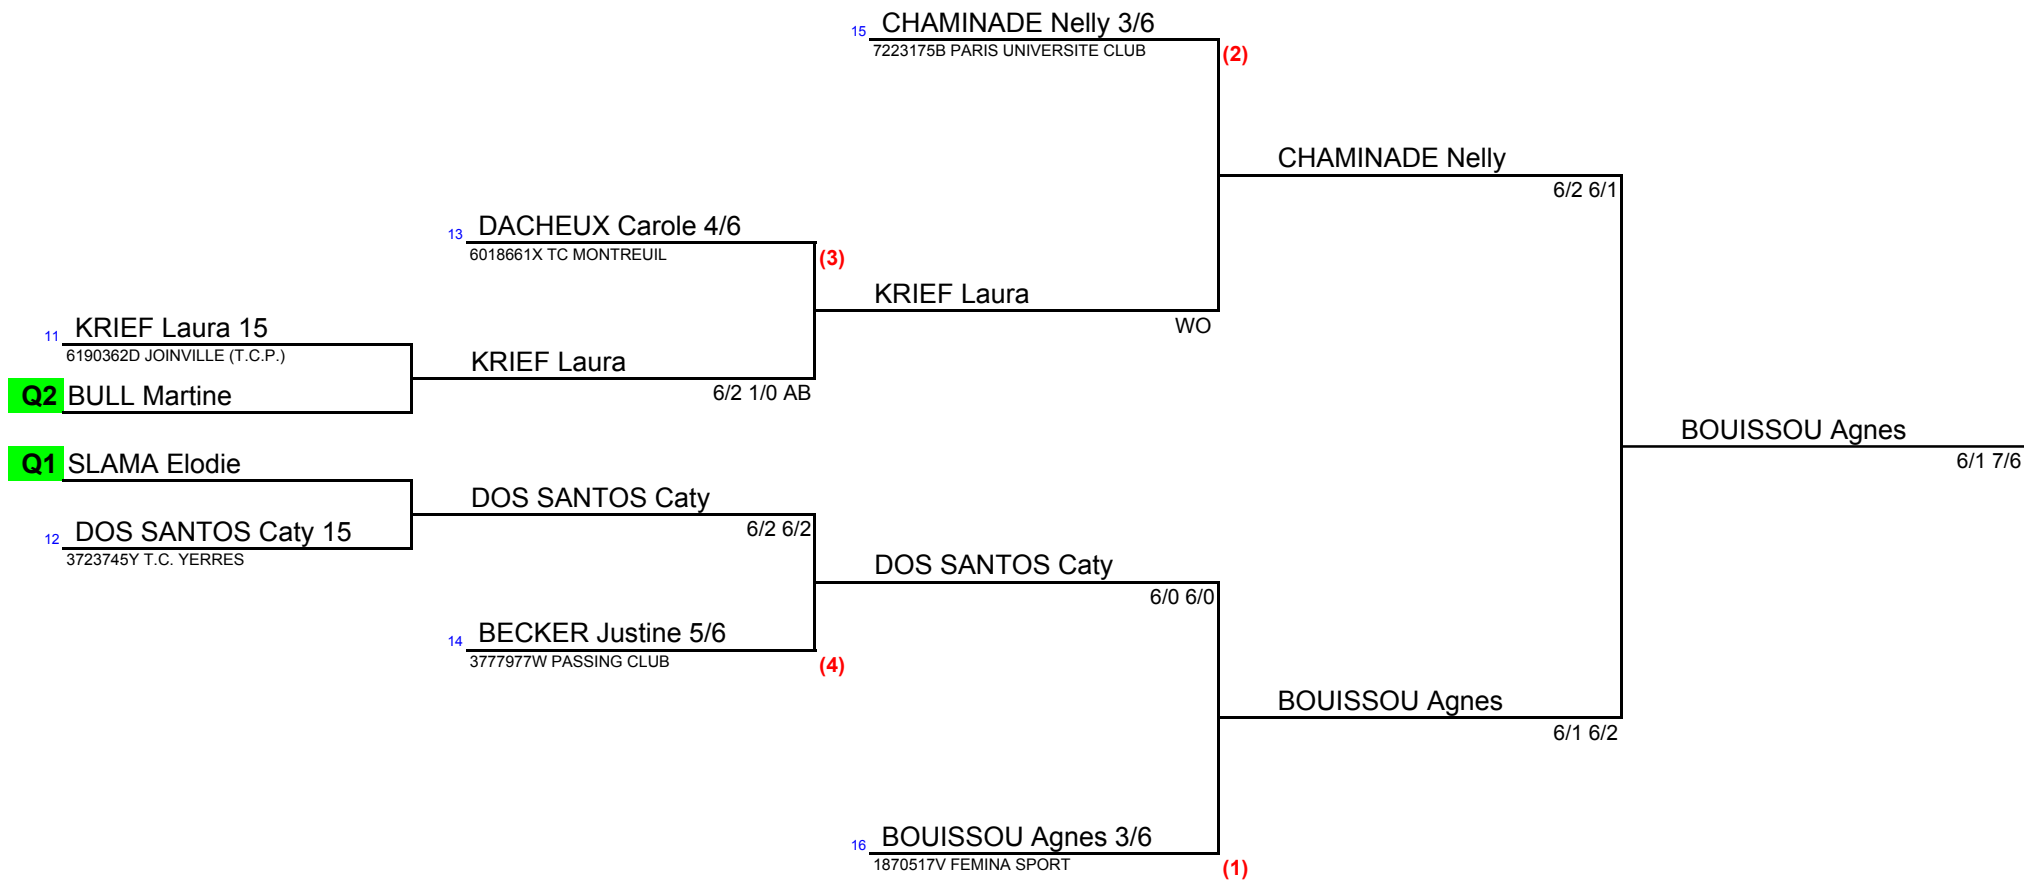 15 CHAMINADE Nelly 3/6
7223175B PARIS UNIVERSITE CLUB
(2)
CHAMINADE Nelly
6/2 6/1
13 DACHEUX Carole 4/6
6018661X TC MONTREUIL
(3)
KRIEF Laura
WO
11 KRIEF Laura 15
6190362D JOINVILLE (T.C.P.)
KRIEF Laura
6/2 1/0 AB
Q2 BULL Martine
BOUISSOU Agnes
6/1 7/6
Q1 SLAMA Elodie
DOS SANTOS Caty
6/2 6/2
12 DOS SANTOS Caty 15
3723745Y T.C. YERRES
DOS SANTOS Caty
6/0 6/0
14 BECKER Justine 5/6
3777977W PASSING CLUB
(4)
BOUISSOU Agnes
6/1 6/2
16 BOUISSOU Agnes 3/6
1870517V FEMINA SPORT
(1)